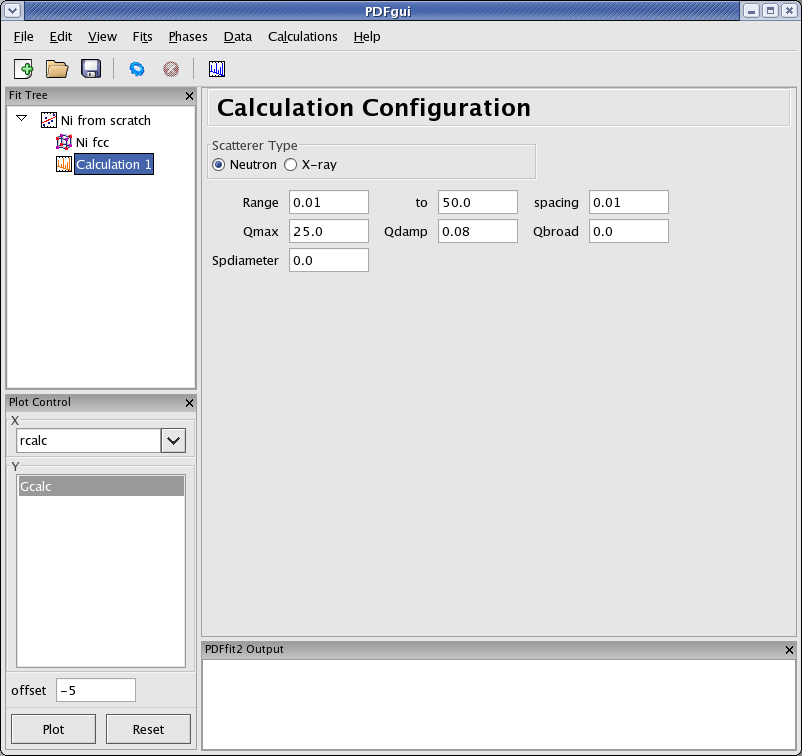 PDFgui
File Edit View Fits Phases Data Calculations Help
Fit Tree
Ni from scratch
Ni fcc
Calculation 1
Plot Control
X
rcalc
Y
Gcalc
offset -5
Plot Reset
Calculation Configuration
Scatterer Type
Neutron X-ray
Range 0.01 to 50.0 spacing 0.01
Qmax 25.0 Qdamp 0.08 Qbroad 0.0
Spdiameter 0.0
PDFfit2 Output